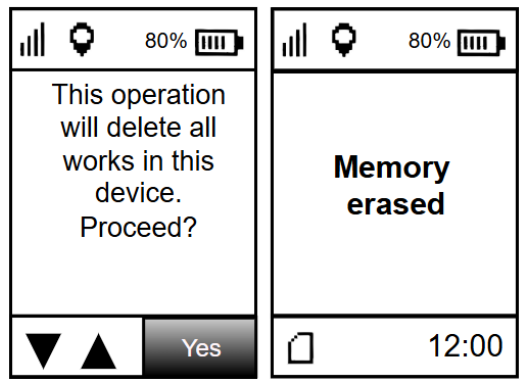 80%
This operation
will delete all
works in this
device.
Proceed?
Yes
80%
Memory
erased
12:00